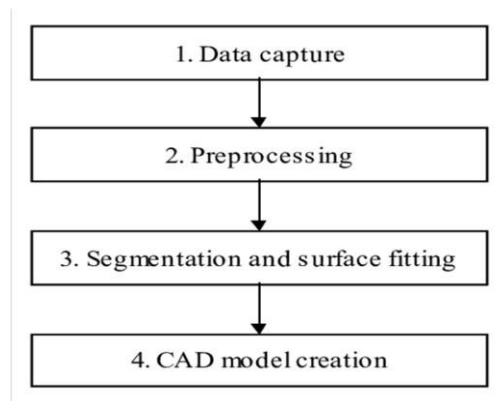 1. Data capture
2. Preprocessing
3. Segmentation and surface fitting
4. CAD model creation